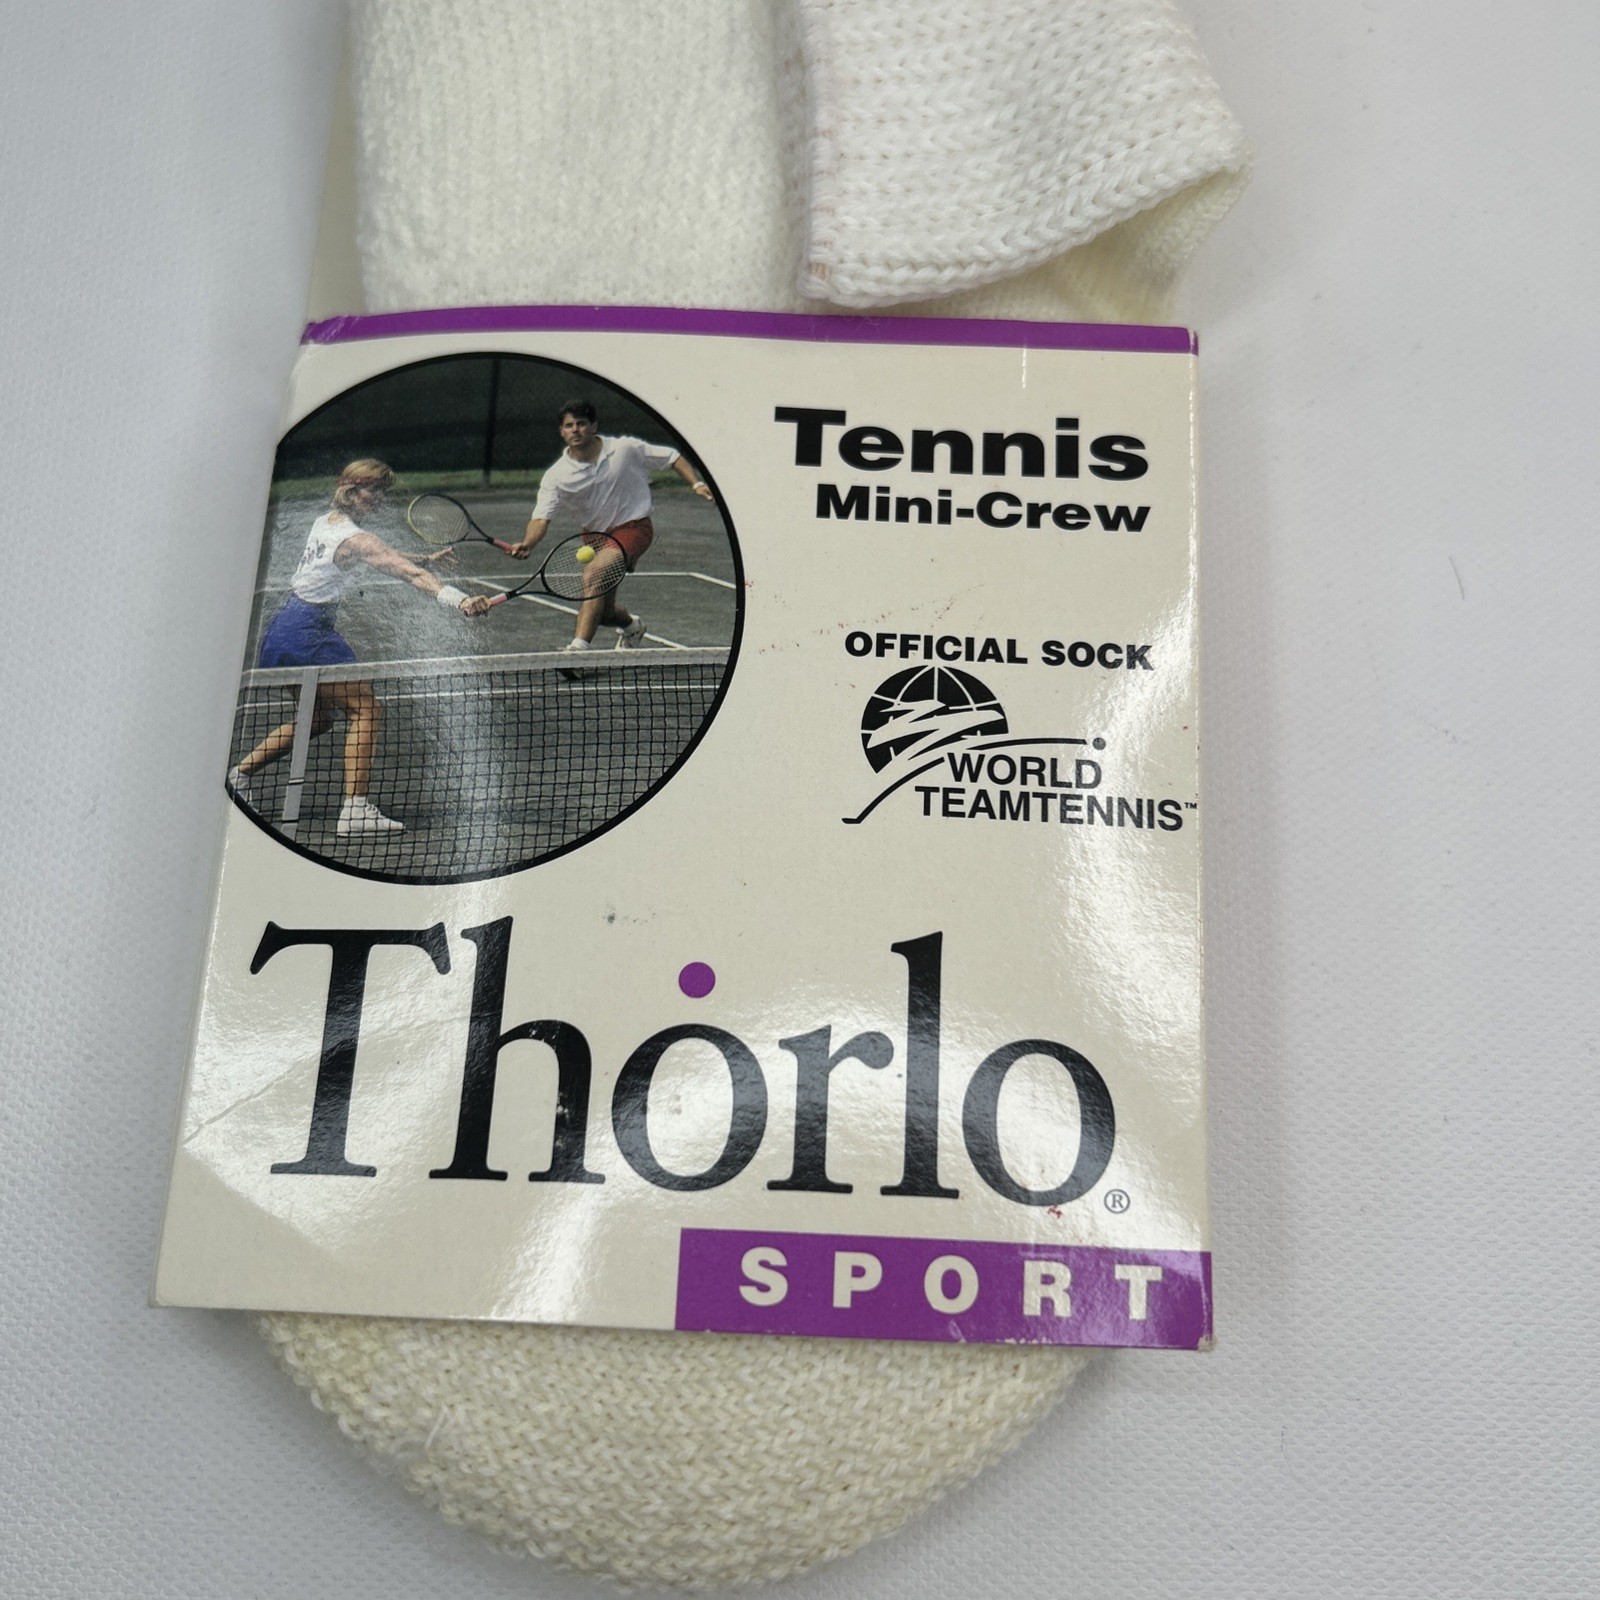 Tennis
Mini-Crew
OFFICIAL SOCK
WORLD
TEAMTENNIS™
Thorlo®
SPORT